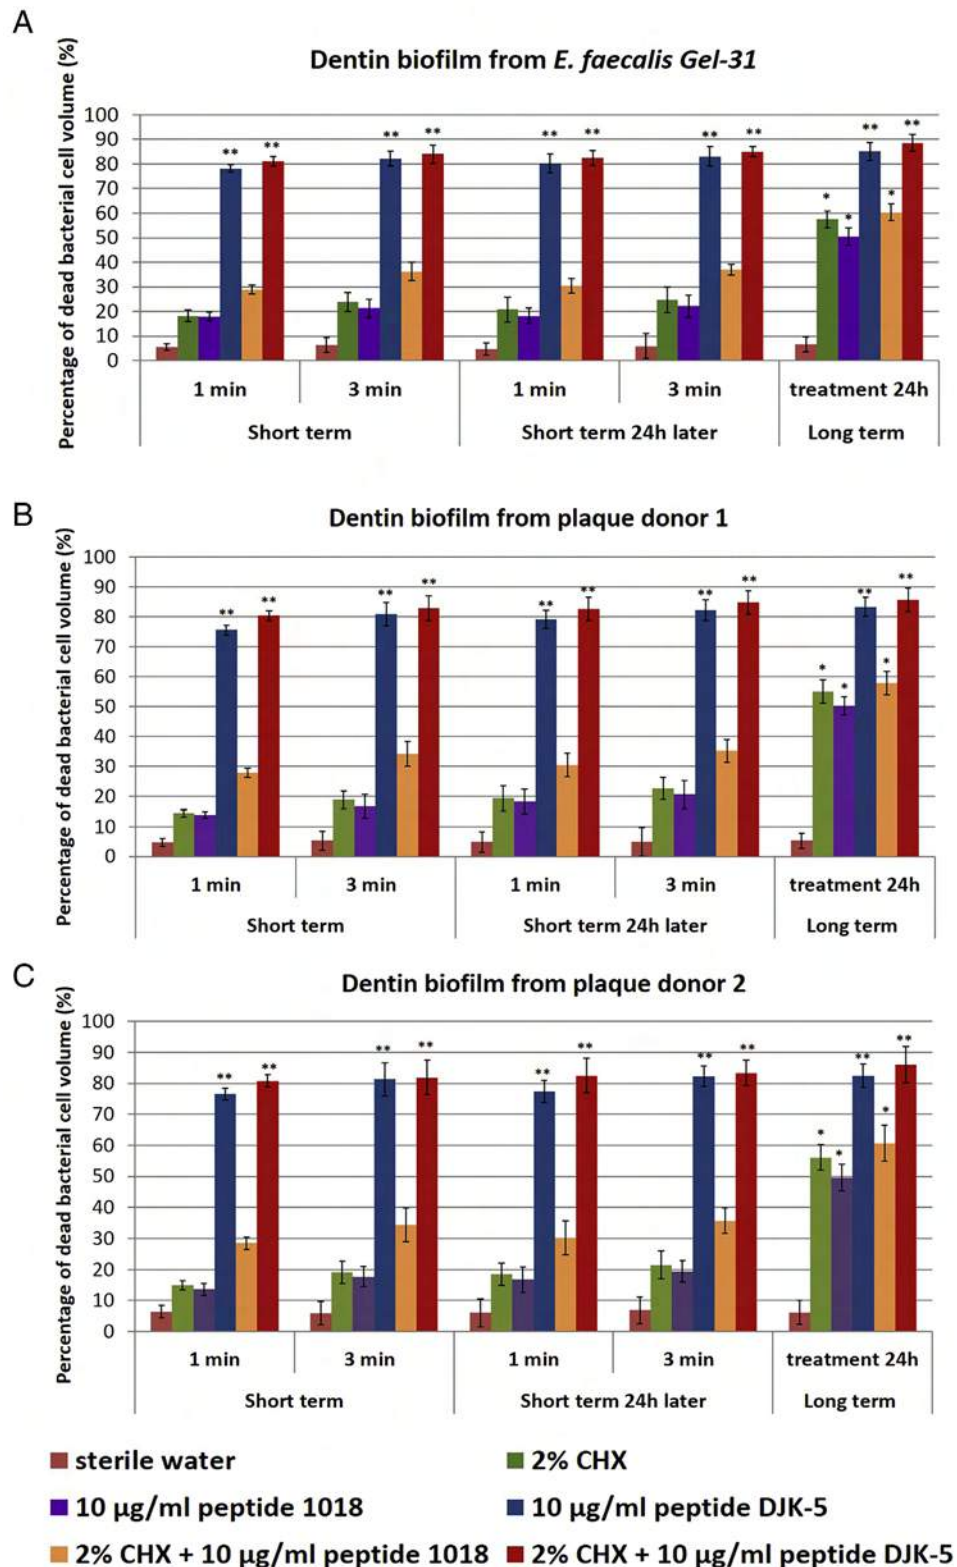 A
Dentin biofilm from E. faecalis Gel-31
Percentage of dead bacterial cell volume (%)
100
90
80
70
60
50
40
30
20
10
0
** ** ** ** ** ** ** ** * * ** * **
1 min 3 min 1 min 3 min treatment 24h
Short term Short term 24h later Long term
B
Dentin biofilm from plaque donor 1
Percentage of dead bacterial cell volume (%)
100
90
80
70
60
50
40
30
20
10
0
** ** ** ** ** ** ** ** * * ** * **
1 min 3 min 1 min 3 min treatment 24h
Short term Short term 24h later Long term
C
Dentin biofilm from plaque donor 2
Percentage of dead bacterial cell volume (%)
100
90
80
70
60
50
40
30
20
10
0
** ** ** ** ** ** ** ** * * ** * **
1 min 3 min 1 min 3 min treatment 24h
Short term Short term 24h later Long term
sterile water 2% CHX
10 µg/ml peptide 1018 10 µg/ml peptide DJK-5
2% CHX + 10 µg/ml peptide 1018 2% CHX + 10 µg/ml peptide DJK-5